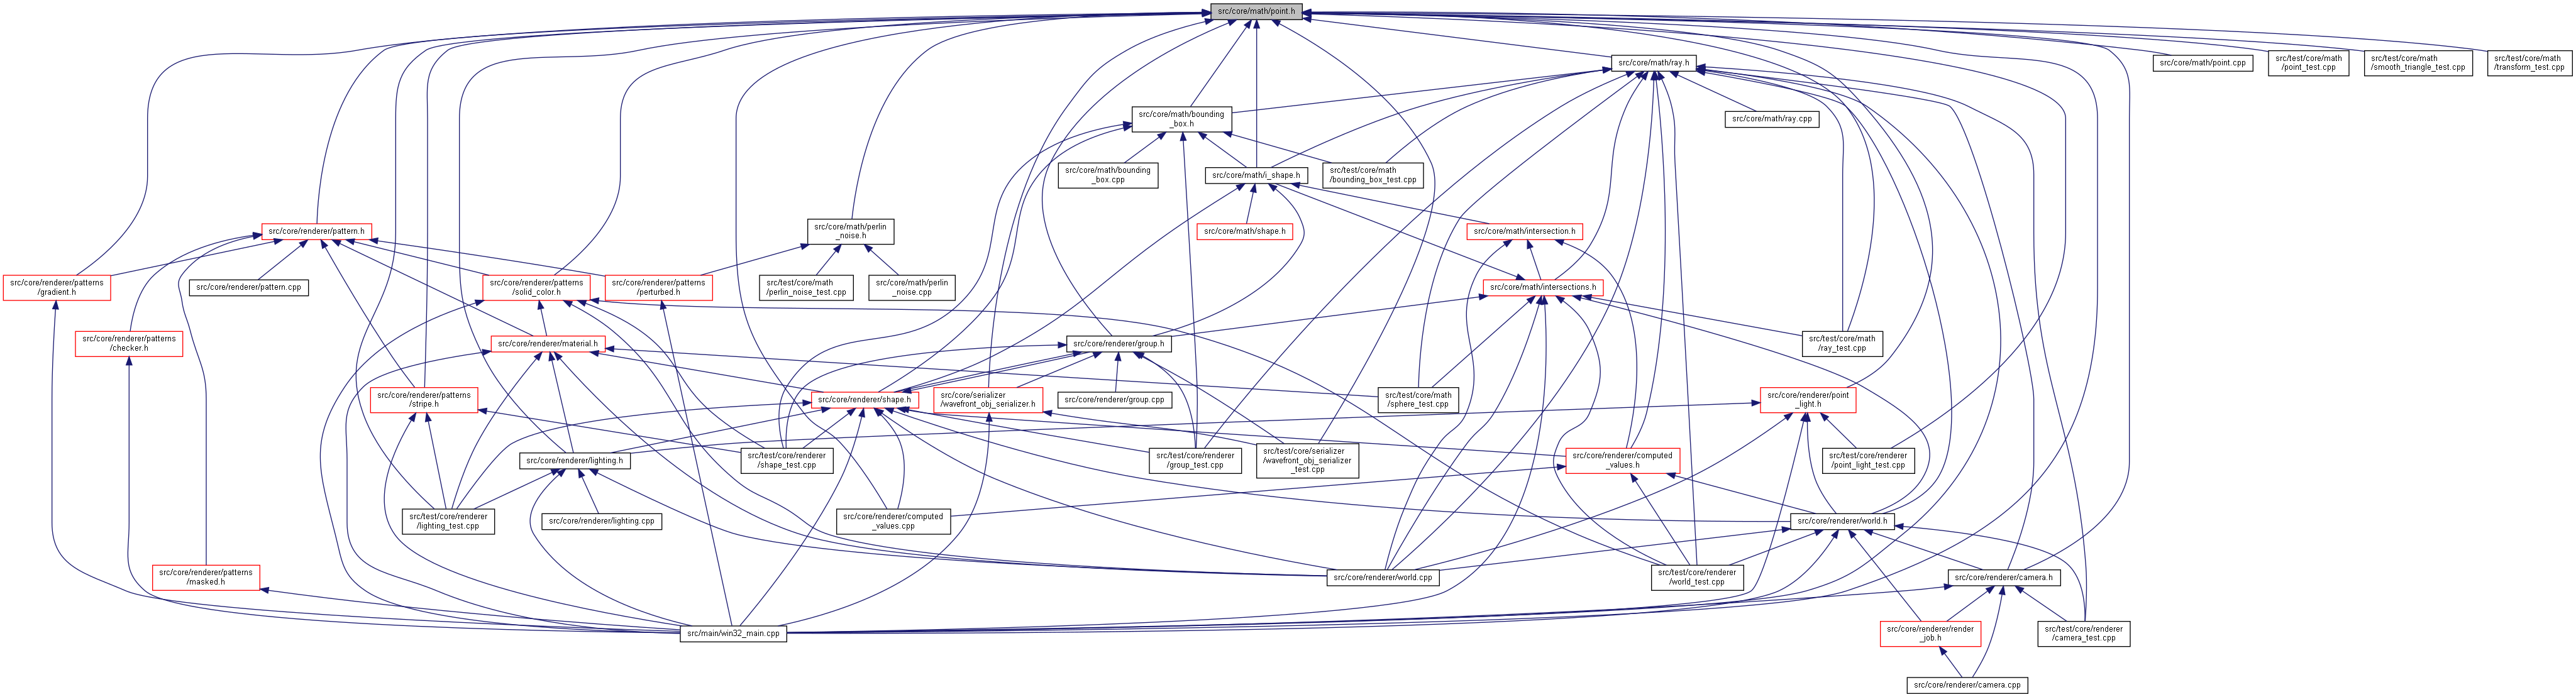 src/core/math/point.h
src/core/math/ray.h
src/core/math/point.cpp
src/test/core/math
/point_test.cpp
src/test/core/math
/smooth_triangle_test.cpp
src/test/core/math
/transform_test.cpp
src/core/math/bounding
_box.h
src/core/math/ray.cpp
src/core/math/bounding
_box.cpp
src/core/math/i_shape.h
src/test/core/math
/bounding_box_test.cpp
src/core/renderer/pattern.h
src/core/math/perlin
_noise.h
src/core/math/shape.h
src/core/math/intersection.h
src/core/renderer/patterns
/gradient.h
src/core/renderer/pattern.cpp
src/core/renderer/patterns
/solid_color.h
src/core/renderer/patterns
/perturbed.h
src/test/core/math
/perlin_noise_test.cpp
src/core/math/perlin
_noise.cpp
src/core/math/intersections.h
src/core/renderer/patterns
/checker.h
src/core/renderer/material.h
src/core/renderer/group.h
src/test/core/math
/ray_test.cpp
src/core/renderer/patterns
/stripe.h
src/core/renderer/shape.h
src/core/serializer
/wavefront_obj_serializer.h
src/core/renderer/group.cpp
src/test/core/math
/sphere_test.cpp
src/core/renderer/point
_light.h
src/core/renderer/lighting.h
src/test/core/renderer
/shape_test.cpp
src/test/core/renderer
/group_test.cpp
src/test/core/serializer
/wavefront_obj_serializer
_test.cpp
src/core/renderer/computed
_values.h
src/test/core/renderer
/point_light_test.cpp
src/test/core/renderer
/lighting_test.cpp
src/core/renderer/lighting.cpp
src/core/renderer/computed
_values.cpp
src/core/renderer/world.h
src/core/renderer/patterns
/masked.h
src/core/renderer/world.cpp
src/test/core/renderer
/world_test.cpp
src/core/renderer/camera.h
src/main/win32_main.cpp
src/core/renderer/render
_job.h
src/test/core/renderer
/camera_test.cpp
src/core/renderer/camera.cpp